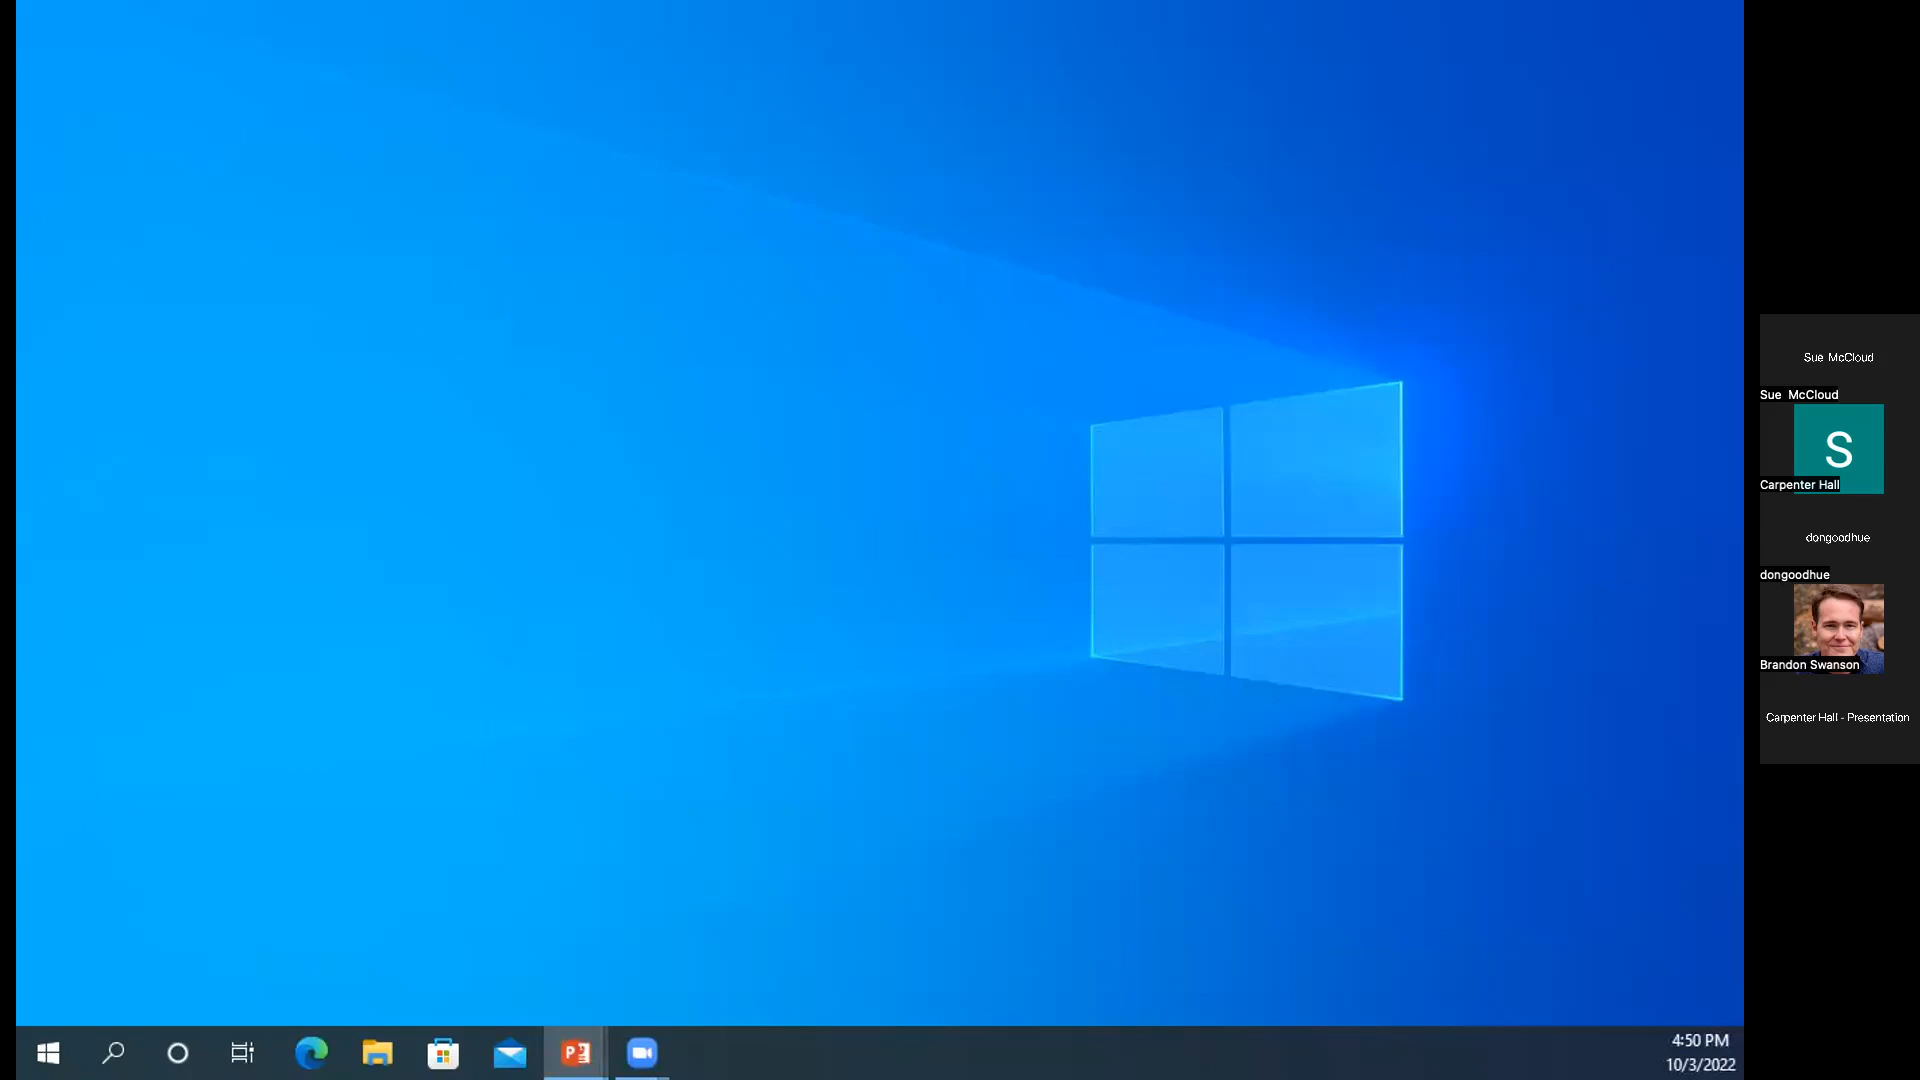 Sue McCloud
Sue McCloud
S
Carpenter Hall
dongoodhue
dongoodhue
Brandon Swanson
Carpenter Hall - Presentation
P
4:50 PM
10/3/2022